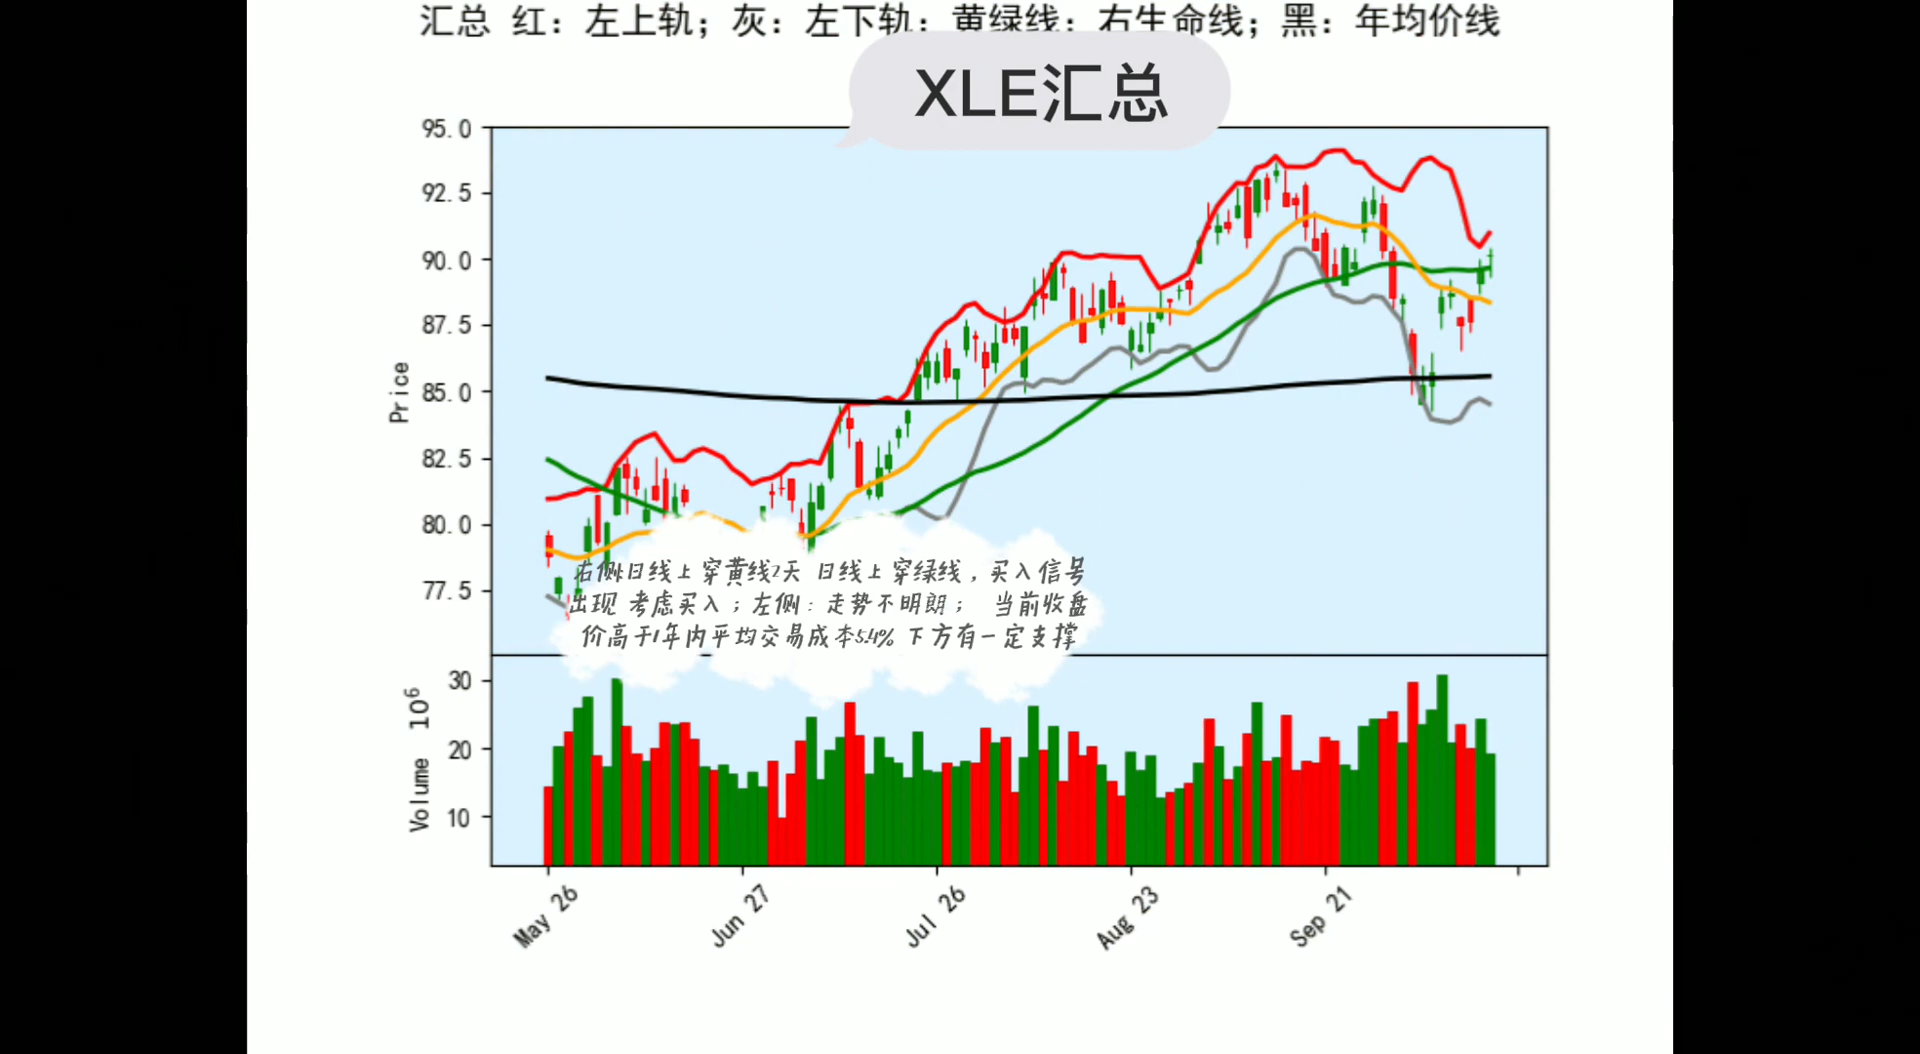 汇总 红：左上轨；灰：左下轨；黄绿线：右生命线；黑：年均价线
XLE汇总
95.0
92.5
90.0
87.5
85.0
82.5
80.0
77.5
Price
右侧:日线上穿黄线2天 日线上穿绿线，买入信号
出现 考虑买入；左侧：走势不明朗； 当前收盘
价高于1年内平均交易成本5.4% 下方有一定支撑
30
20
10
Volume 10⁶
May 26
Jun 27
Jul 26
Aug 23
Sep 21